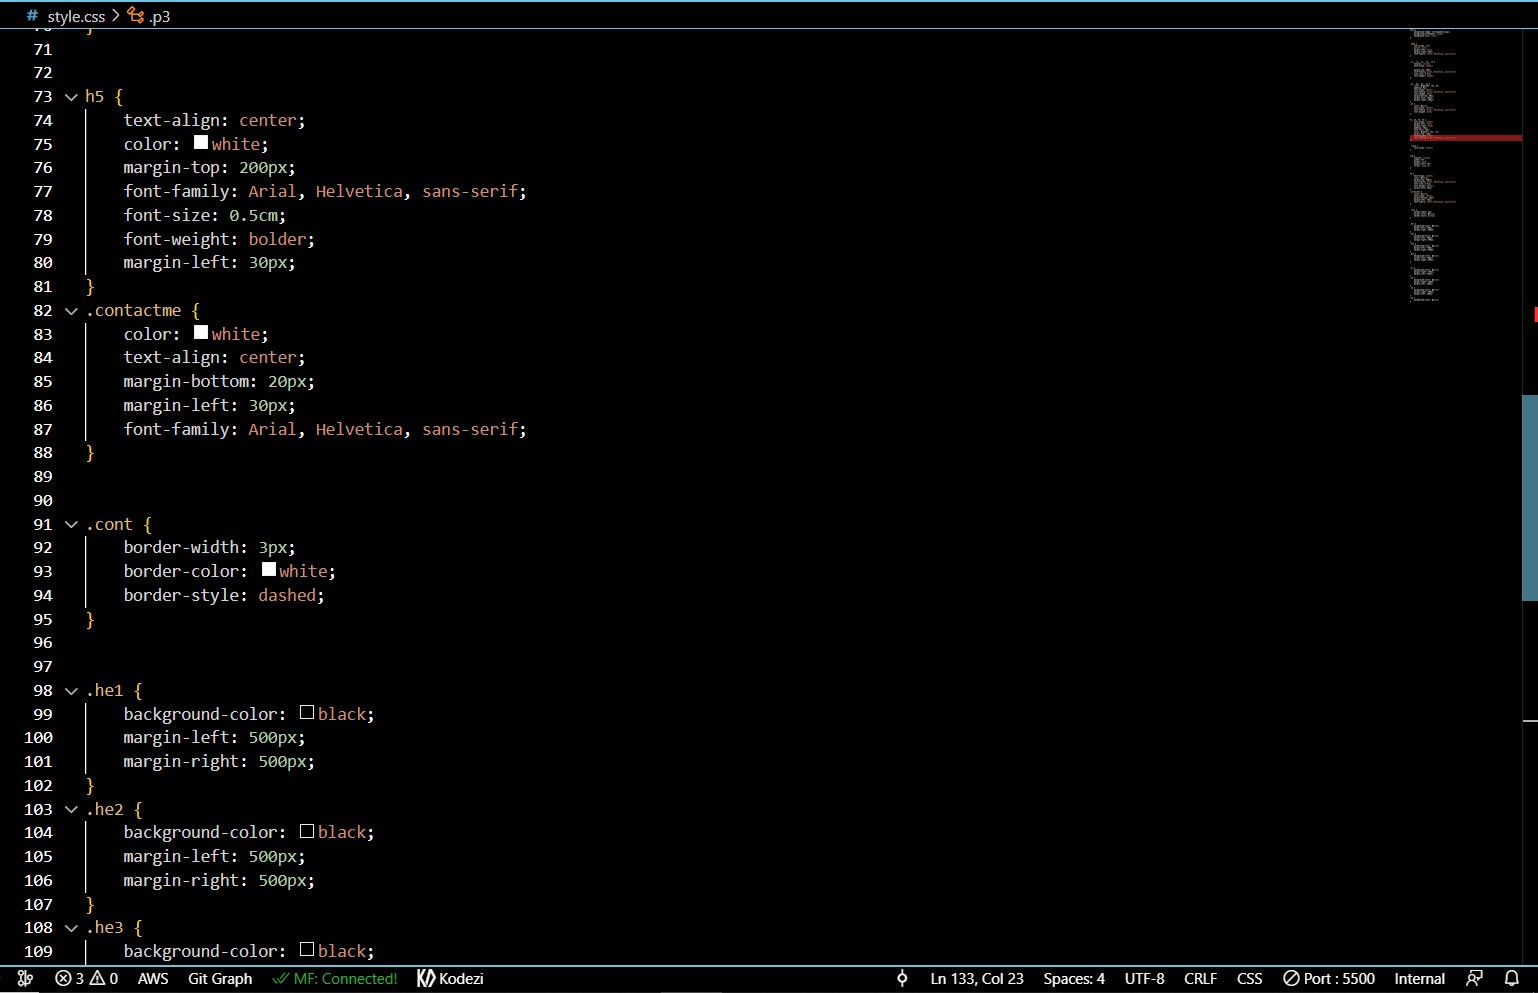 # style.css > .p3
70 }
71
72
73 h5 {
74 text-align: center;
75 color: white;
76 margin-top: 200px;
77 font-family: Arial, Helvetica, sans-serif;
78 font-size: 0.5cm;
79 font-weight: bolder;
80 margin-left: 30px;
81 }
82 .contactme {
83 color: white;
84 text-align: center;
85 margin-bottom: 20px;
86 margin-left: 30px;
87 font-family: Arial, Helvetica, sans-serif;
88 }
89
90
91 .cont {
92 border-width: 3px;
93 border-color: white;
94 border-style: dashed;
95 }
96
97
98 .he1 {
99 background-color: black;
100 margin-left: 500px;
101 margin-right: 500px;
102 }
103 .he2 {
104 background-color: black;
105 margin-left: 500px;
106 margin-right: 500px;
107 }
108 .he3 {
109 background-color: black;
3 0 AWS Git Graph MF: Connected! Kodezi Ln 133, Col 23 Spaces: 4 UTF-8 CRLF CSS Port : 5500 Internal